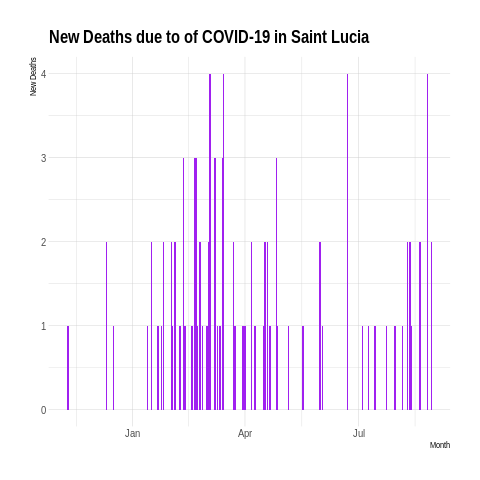 New Deaths due to of COVID-19 in Saint Lucia
New Deaths
4
3
2
1
0
Jan Apr Jul
Month